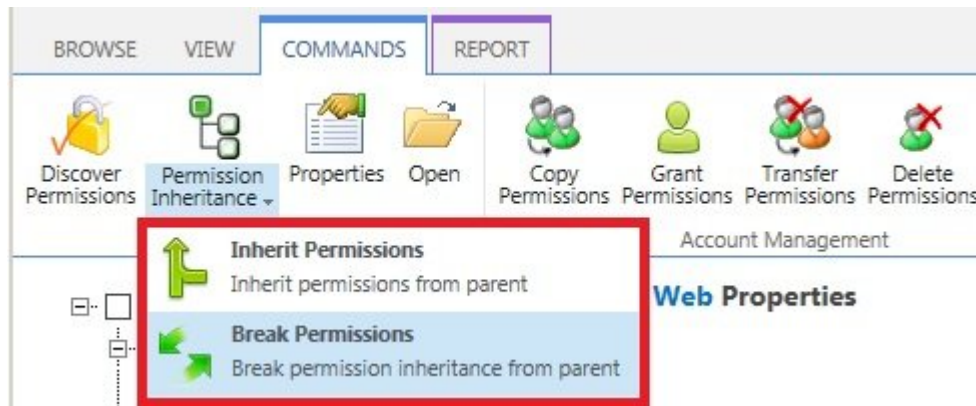 BROWSE VIEW COMMANDS REPORT
Discover Permissions
Permission Inheritance
Properties
Open
Copy Permissions
Grant Permissions
Transfer Permissions
Delete Permissions
Account Management
Inherit Permissions
Inherit permissions from parent
Break Permissions
Break permission inheritance from parent
Web Properties